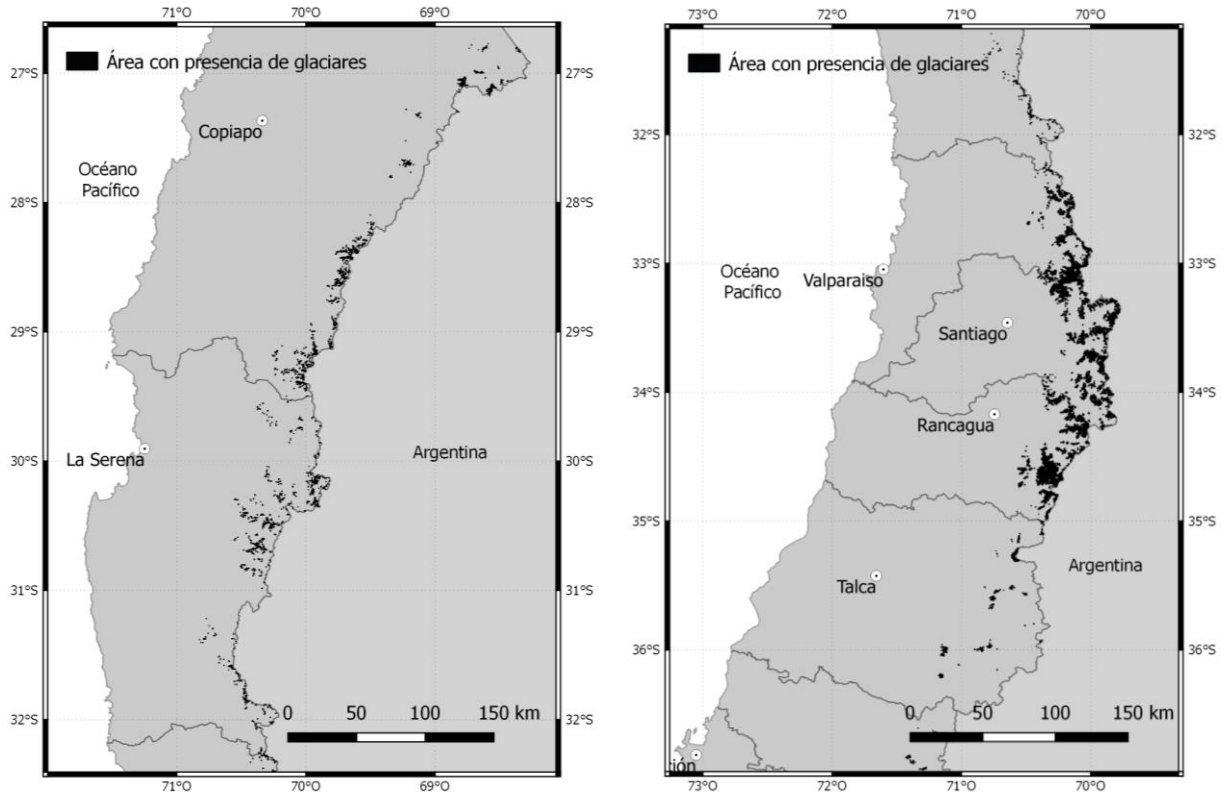 71°O 70°O 69°O
Área con presencia de glaciares
27°S 27°S
Copiapo
Océano
Pacífico
28°S 28°S
29°S 29°S
La Serena
Argentina
30°S 30°S
31°S 31°S
0 50 100 150 km
32°S 32°S
71°O 70°O 69°O
73°O 72°O 71°O 70°O
Área con presencia de glaciares
32°S 32°S
33°S 33°S
Océano
Pacífico
Valparaiso
Santiago
34°S 34°S
Rancagua
35°S 35°S
Argentina
Talca
36°S 36°S
0 50 100 150 km
ión
73°O 72°O 71°O 70°O